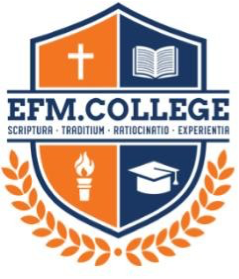 EFM.COLLEGE
SCRIPTURA · TRADITIUM · RATIOCINATIO · EXPERIENTIA